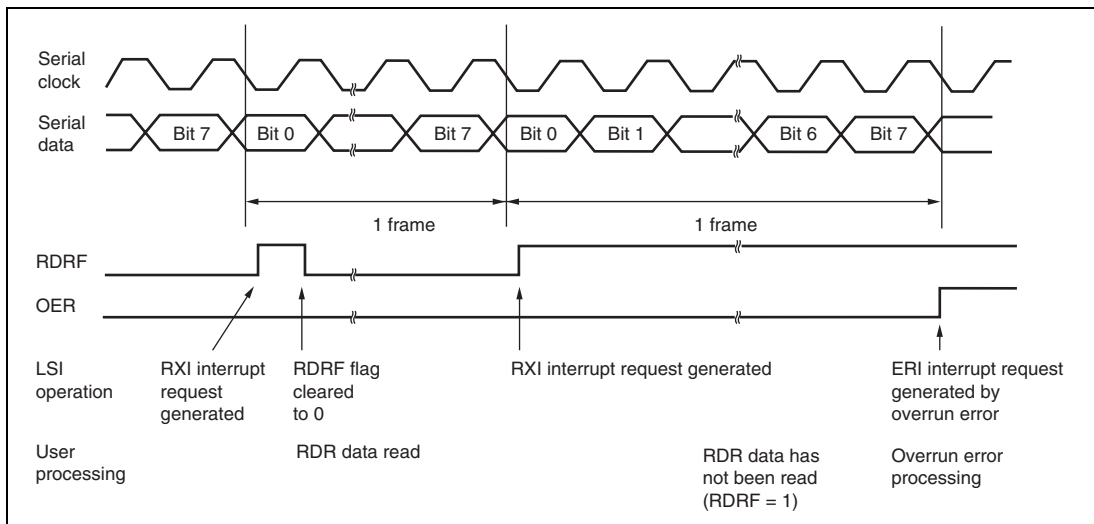 Serial
clock
Serial
data
Bit 7
Bit 0
Bit 7
Bit 0
Bit 1
Bit 6
Bit 7
1 frame
1 frame
RDRF
OER
LSI
operation
RXI interrupt
request
generated
RDRF flag
cleared
to 0
RXI interrupt request generated
ERI interrupt request
generated by
overrun error
User
processing
RDR data read
RDR data has
not been read
(RDRF = 1)
Overrun error
processing